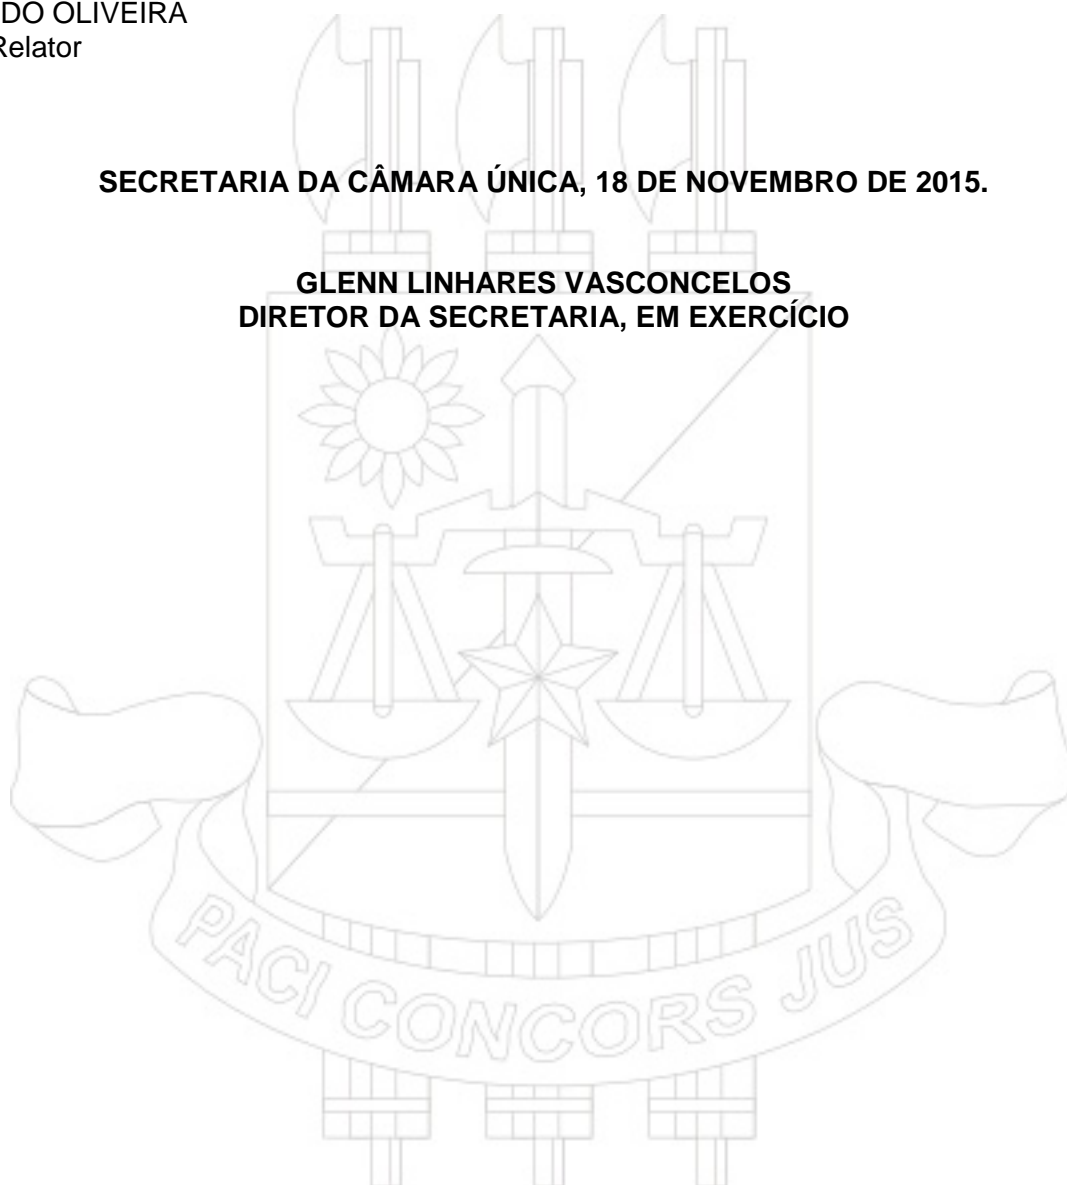 DO OLIVEIRA
Relator
SECRETARIA DA CÂMARA ÚNICA, 18 DE NOVEMBRO DE 2015.
GLENN LINHARES VASCONCELOS
DIRETOR DA SECRETARIA, EM EXERCÍCIO
PACI CONCORS JUS